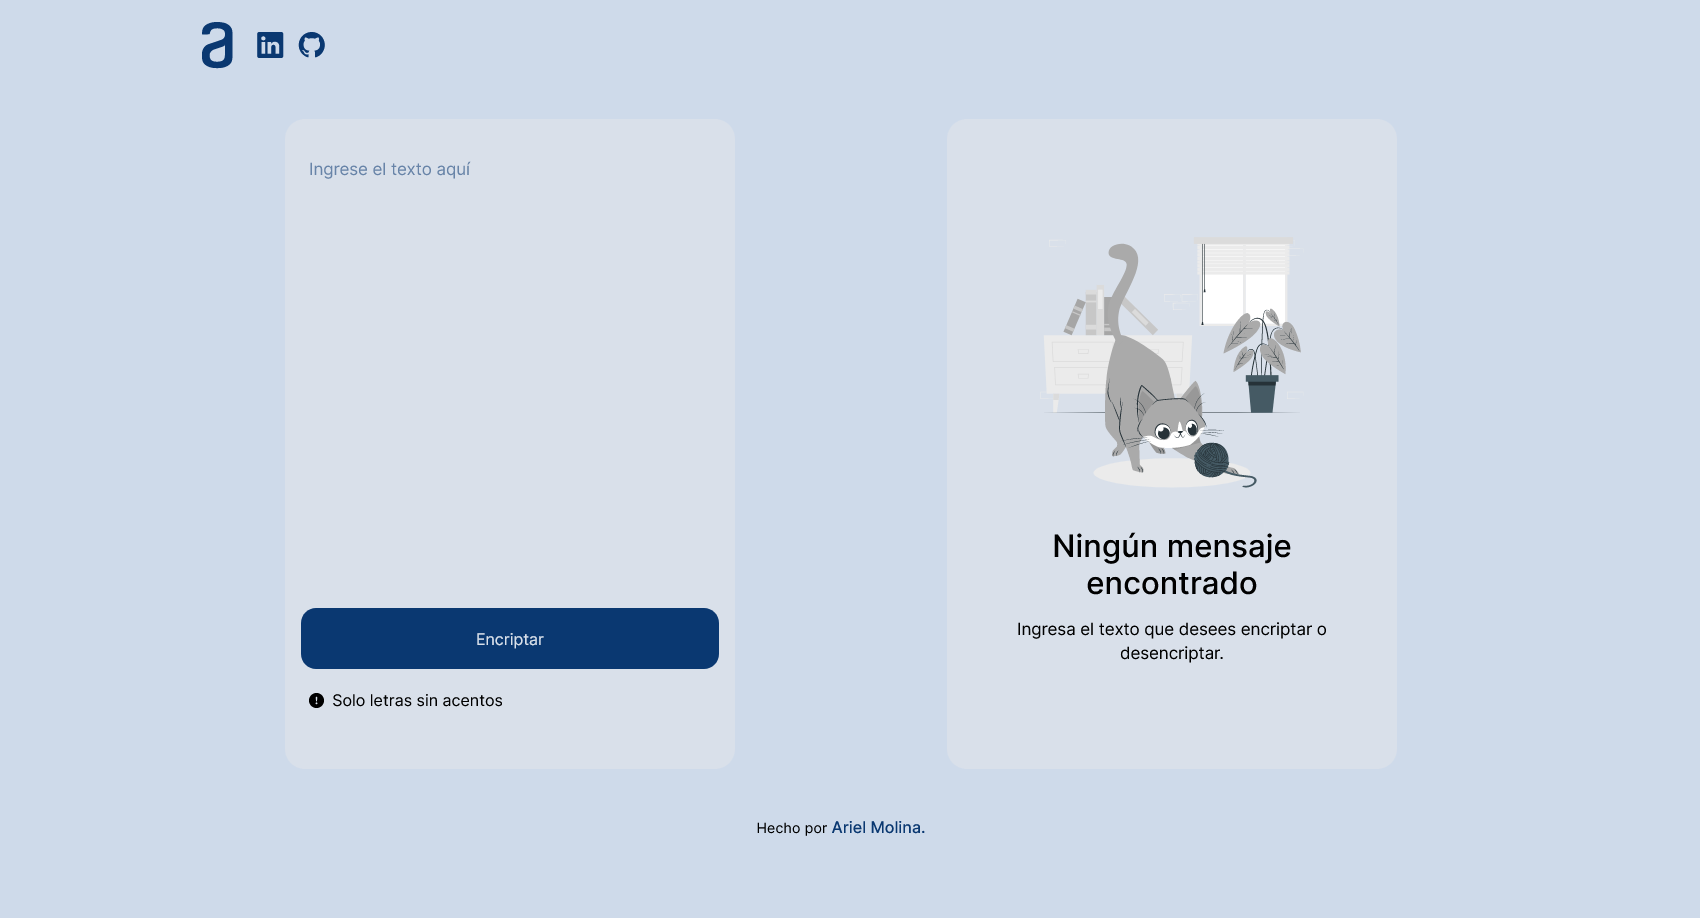 a
Ingrese el texto aquí
Encriptar
Solo letras sin acentos
Ningún mensaje
encontrado
Ingresa el texto que desees encriptar o
desencriptar.
Hecho por Ariel Molina.